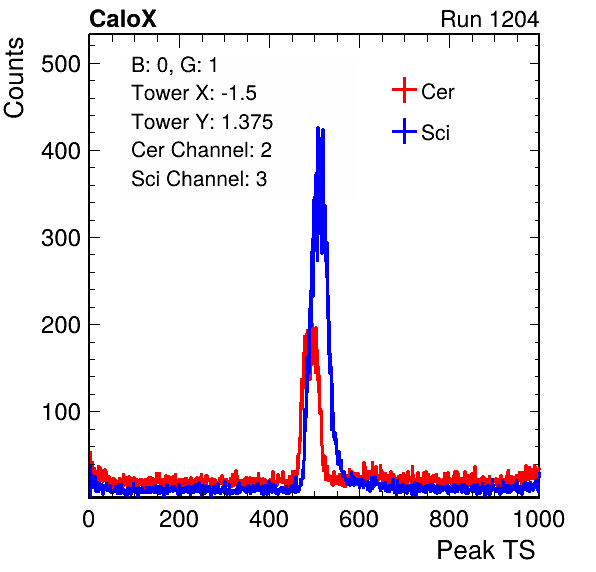 CaloX Run 1204
Counts
500
400
300
200
100
B: 0, G: 1
Tower X: -1.5
Tower Y: 1.375
Cer Channel: 2
Sci Channel: 3
Cer
Sci
0 200 400 600 800 1000
Peak TS